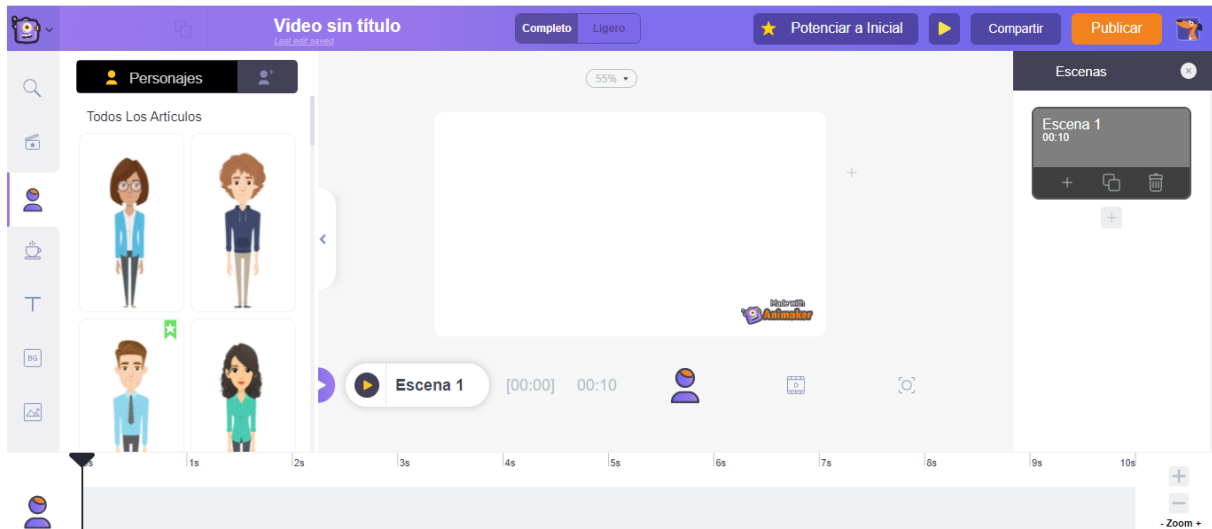 Video sin título
Last edit saved
Completo
Ligero
Potenciar a Inicial
Compartir
Publicar
Personajes
Todos Los Artículos
55%
Escenas
Escena 1
00:10
BG
Made with
Animaker
Escena 1
[00:00]
00:10
1s
2s
3s
4s
5s
6s
7s
8s
9s
10s
- Zoom +